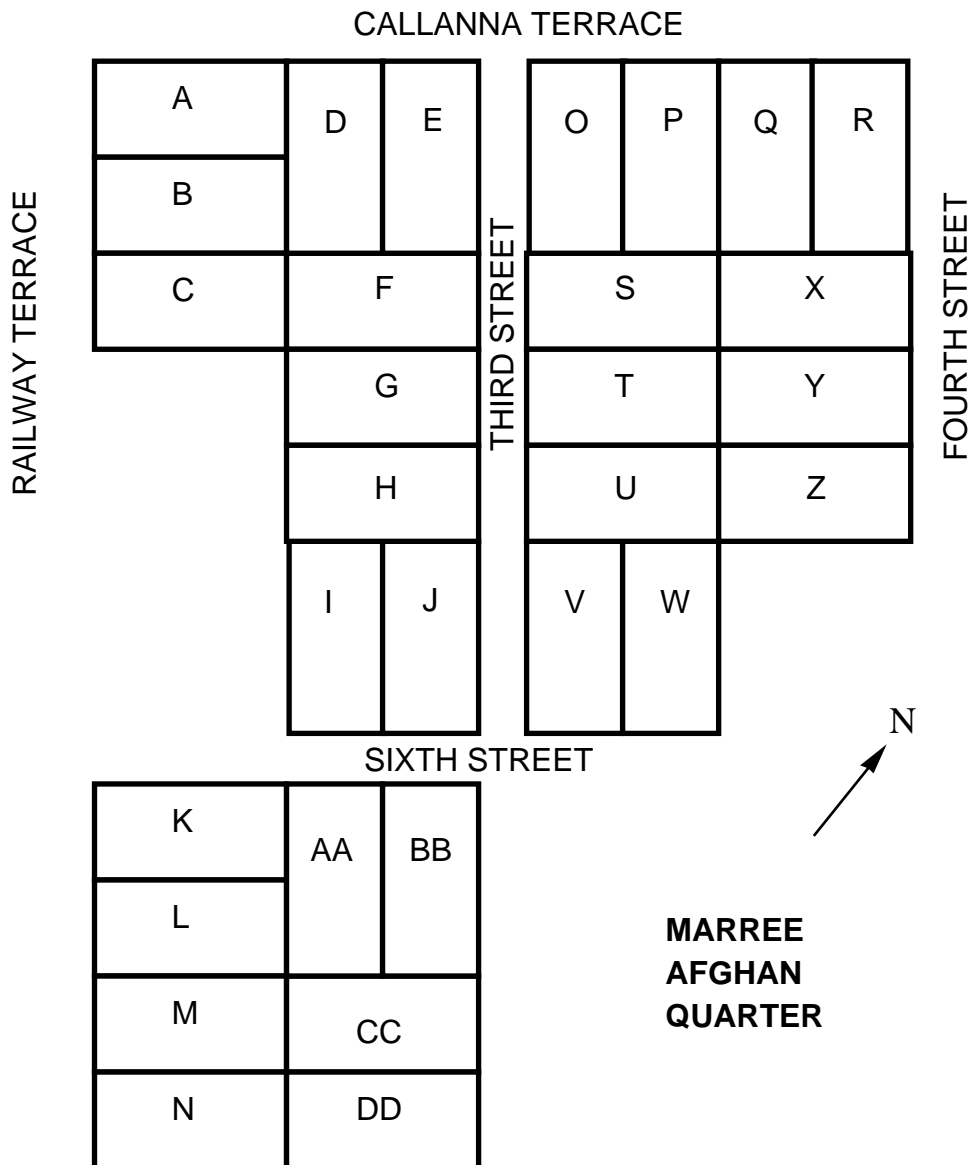 CALLANNA TERRACE
A
D
E
O
P
Q
R
B
RAILWAY TERRACE
THIRD STREET
FOURTH STREET
C
F
S
X
G
T
Y
H
U
Z
I
J
V
W
N
SIXTH STREET
K
AA
BB
L
M
CC
N
DD
MARREE
AFGHAN
QUARTER